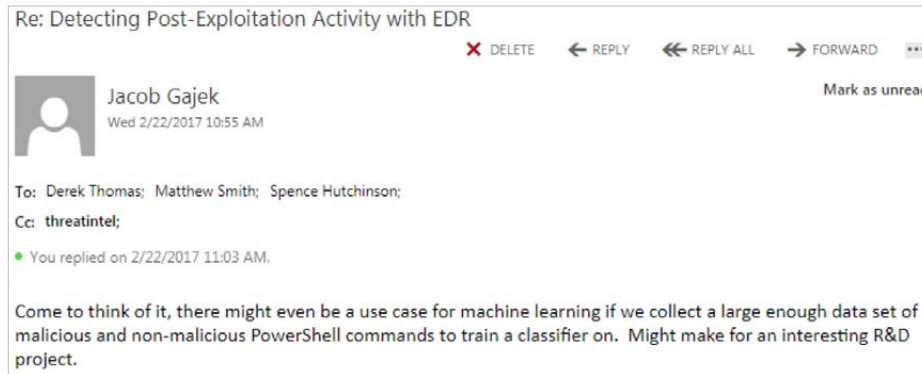 Re: Detecting Post-Exploitation Activity with EDR
DELETE REPLY REPLY ALL FORWARD
Jacob Gajek
Mark as unread
Wed 2/22/2017 10:55 AM
To: Derek Thomas; Matthew Smith; Spence Hutchinson;
Cc: threatintel;
You replied on 2/22/2017 11:03 AM.
Come to think of it, there might even be a use case for machine learning if we collect a large enough data set of
malicious and non-malicious PowerShell commands to train a classifier on. Might make for an interesting R&D
project.